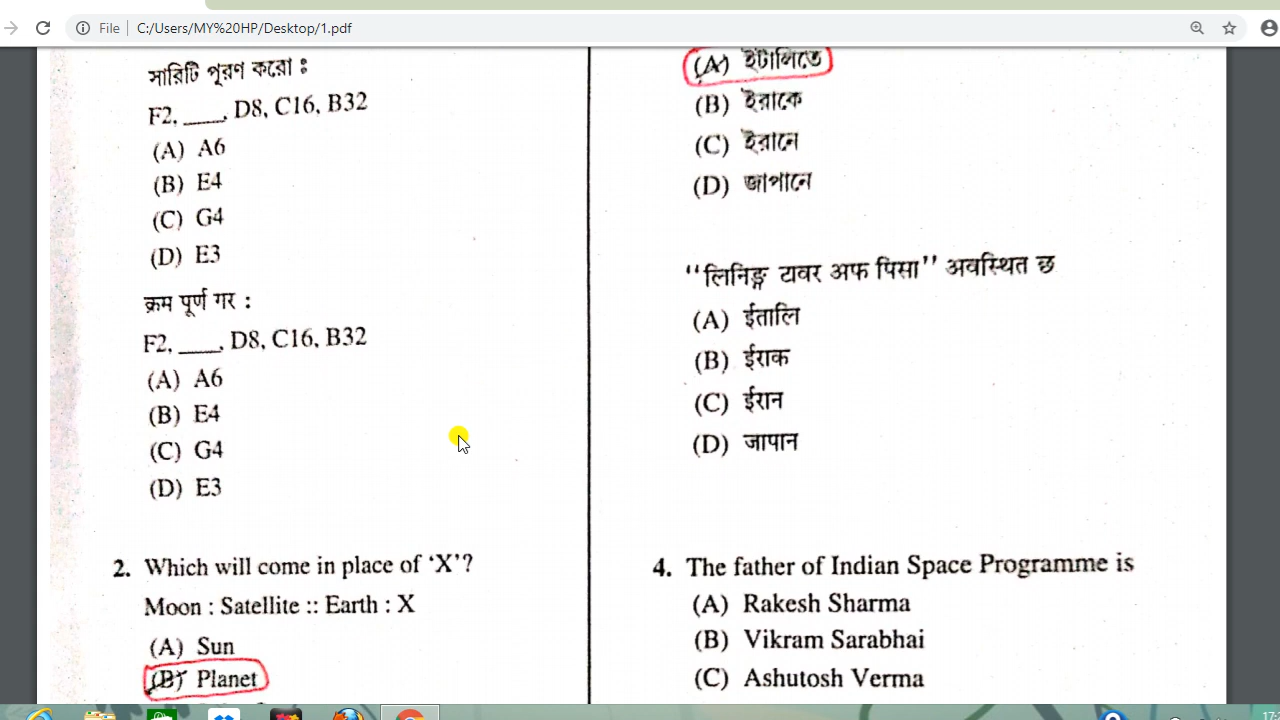 File C:/Users/MY%20HP/Desktop/1.pdf
সারিটি পূরণ করো :
F2, ____, D8, C16, B32
(A) A6
(B) E4
(C) G4
(D) E3
क्रम पूर्ण गर :
F2, ____, D8, C16, B32
(A) A6
(B) E4
(C) G4
(D) E3
2. Which will come in place of ‘X’?
Moon : Satellite :: Earth : X
(A) Sun
(B) Planet
(A) ইটালিতে
(B) ইরাকে
(C) ইরানে
(D) জাপানে
‘‘लिनिङ्ग टावर अफ पिसा’’ अवस्थित छ
(A) ईतालि
(B) ईराक
(C) ईरान
(D) जापान
4. The father of Indian Space Programme is
(A) Rakesh Sharma
(B) Vikram Sarabhai
(C) Ashutosh Verma